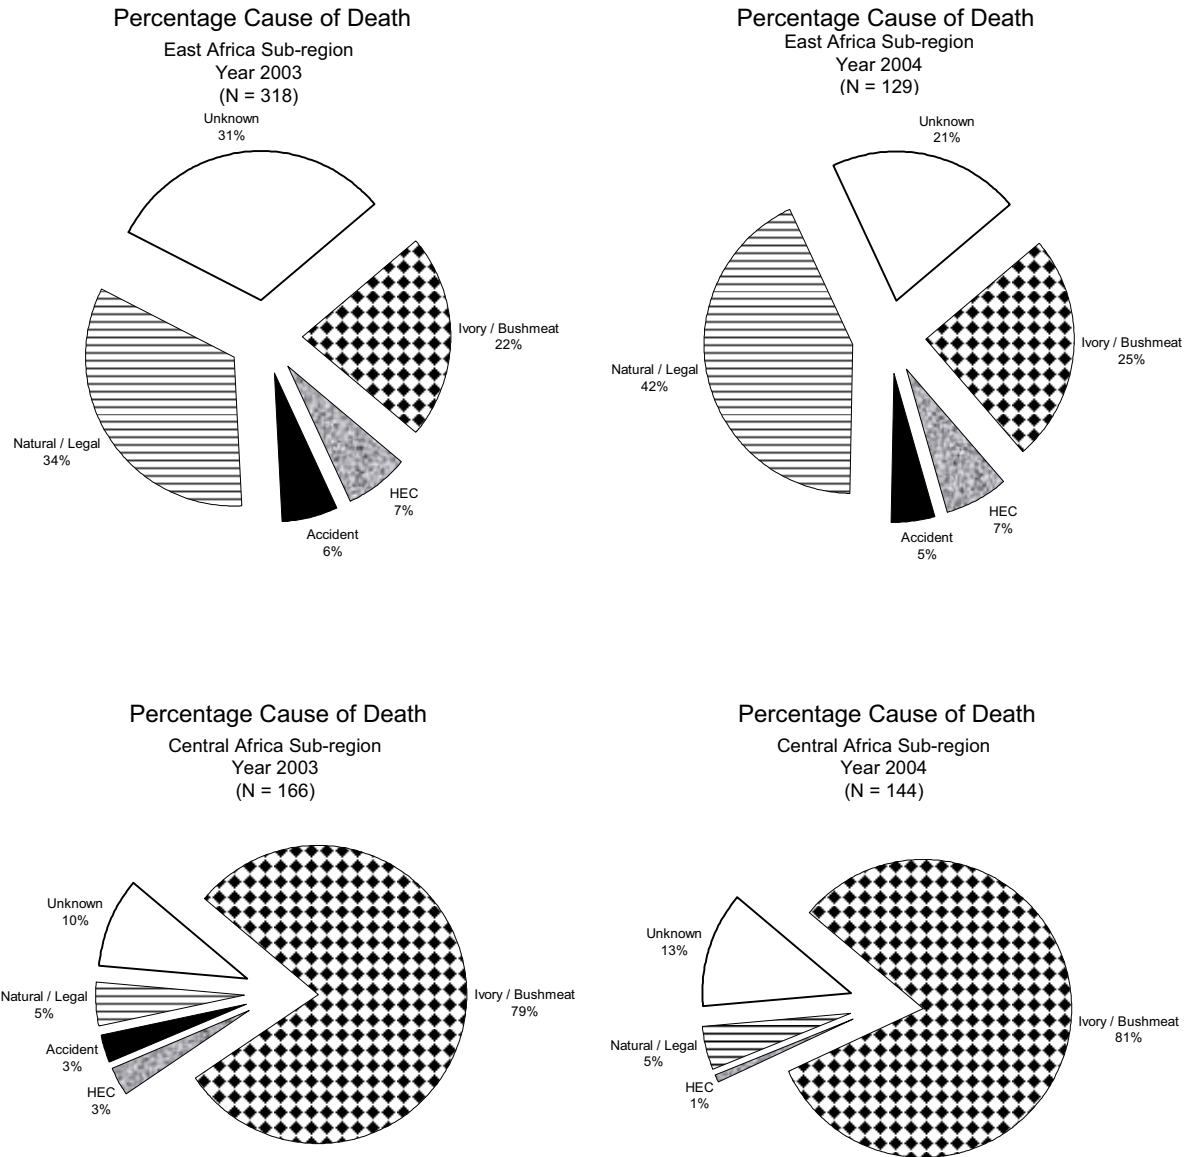 Percentage Cause of Death
East Africa Sub-region
Year 2003
(N = 318)
Unknown
31%
Ivory / Bushmeat
22%
HEC
7%
Accident
6%
Natural / Legal
34%
Percentage Cause of Death
East Africa Sub-region
Year 2004
(N = 129)
Unknown
21%
Ivory / Bushmeat
25%
HEC
7%
Accident
5%
Natural / Legal
42%
Percentage Cause of Death
Central Africa Sub-region
Year 2003
(N = 166)
Unknown
10%
Natural / Legal
5%
Accident
3%
HEC
3%
Ivory / Bushmeat
79%
Percentage Cause of Death
Central Africa Sub-region
Year 2004
(N = 144)
Unknown
13%
Natural / Legal
5%
HEC
1%
Ivory / Bushmeat
81%